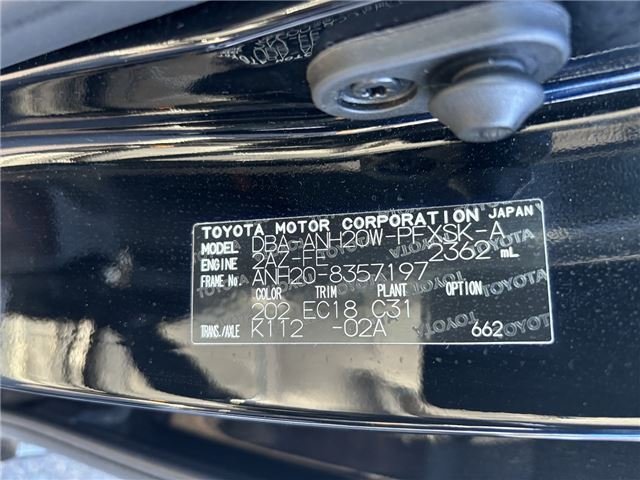 TOYOTA MOTOR CORPORATION JAPAN
MODEL DBA-ANH20W-PFXSK-A
ENGINE 2AZ-FE 2362 mL
FRAME No. ANH20-8357197
COLOR TRIM PLANT OPTION
202 EC18 C31
TRANS./AXLE K112 -02A 662